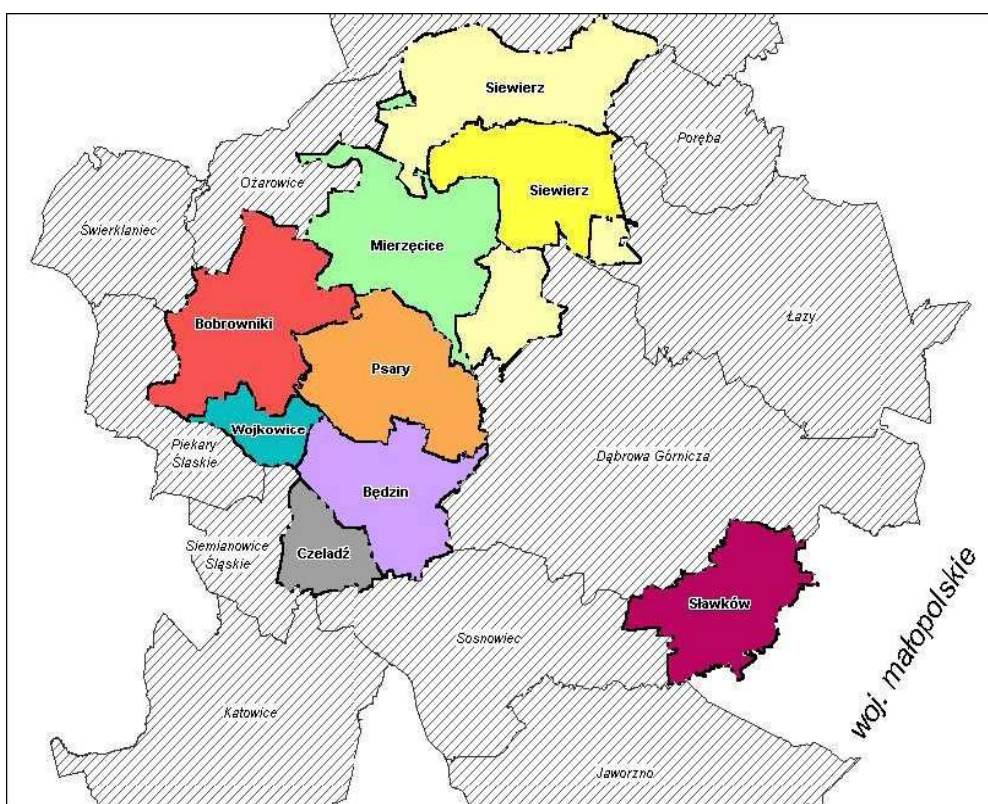 Siewierz
Poręba
Ożarowice
Siewierz
Świerklaniec
Mierzęcice
Łazy
Bobrowniki
Psary
Wojkowice
Piekary
Śląskie
Dąbrowa Górnicza
Będzin
Siemianowice
Śląskie
Czeladź
Sławków
Sosnowiec
woj. małopolskie
Katowice
Jaworzno